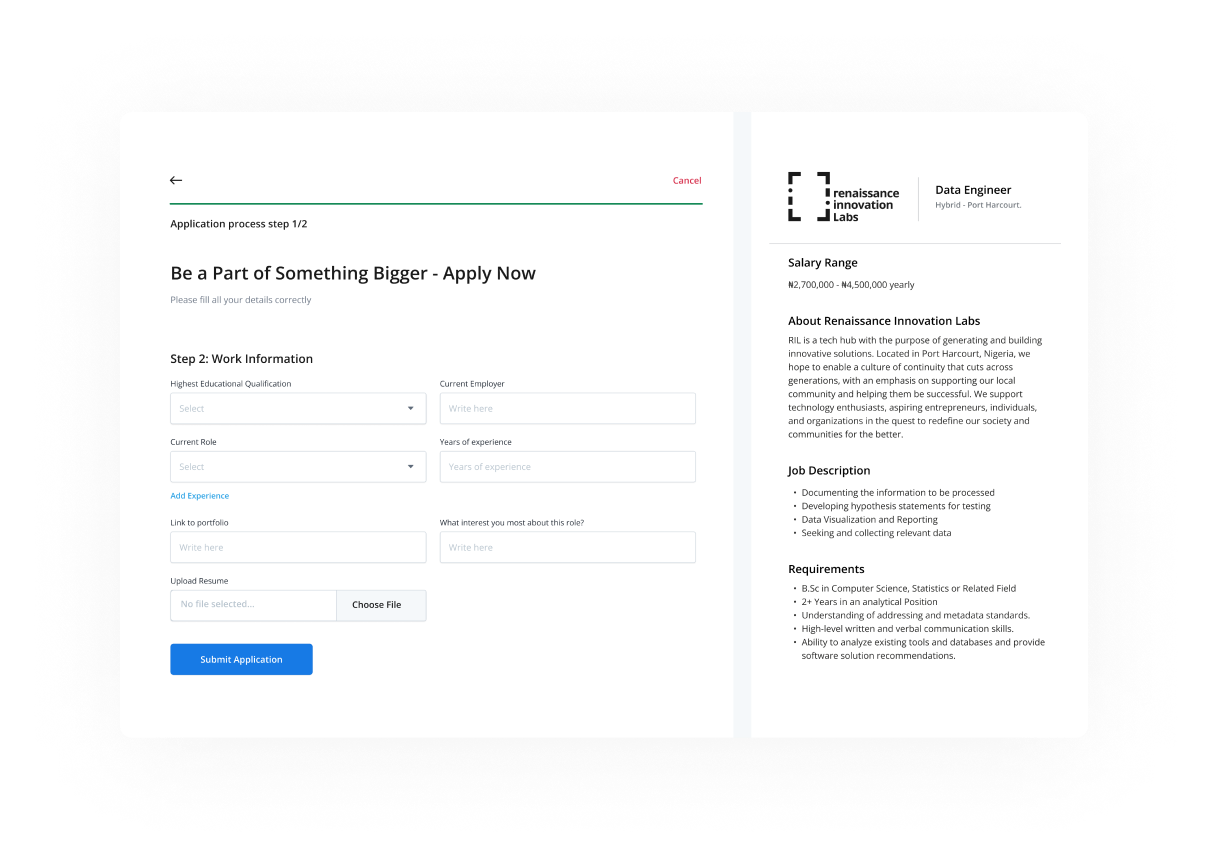 Cancel
Application process step 1/2
Be a Part of Something Bigger - Apply Now
Please fill all your details correctly
Step 2: Work Information
Highest Educational Qualification
Current Employer
Select
Write here
Current Role
Years of experience
Select
Years of experience
Add Experience
Link to portfolio
What interest you most about this role?
Write here
Write here
Upload Resume
No file selected...
Choose File
Submit Application
renaissance
innovation
Labs
Data Engineer
Hybrid - Port Harcourt.
Salary Range
₦2,700,000 - ₦4,500,000 yearly
About Renaissance Innovation Labs
RIL is a tech hub with the purpose of generating and building
innovative solutions. Located in Port Harcourt, Nigeria, we
hope to enable a culture of continuity that cuts across
generations, with an emphasis on supporting our local
community and helping them be successful. We support
technology enthusiasts, aspiring entrepreneurs, individuals,
and organizations in the quest to redefine our society and
communities for the better.
Job Description
• Documenting the information to be processed
• Developing hypothesis statements for testing
• Data Visualization and Reporting
• Seeking and collecting relevant data
Requirements
• B.Sc in Computer Science, Statistics or Related Field
• 2+ Years in an analytical Position
• Understanding of addressing and metadata standards.
• High-level written and verbal communication skills.
• Ability to analyze existing tools and databases and provide
software solution recommendations.